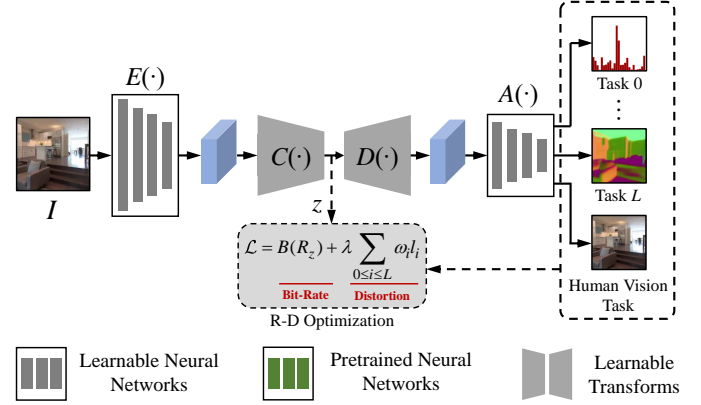 E(·)
A(·)
I
C(·)
D(·)
z
Task 0
⋮
Task L
Human Vision
Task
ℒ = B(R_z) + λ ∑_{0≤i≤L} ω_i l_i
Bit-Rate
Distortion
R-D Optimization
Learnable Neural
Networks
Pretrained Neural
Networks
Learnable
Transforms